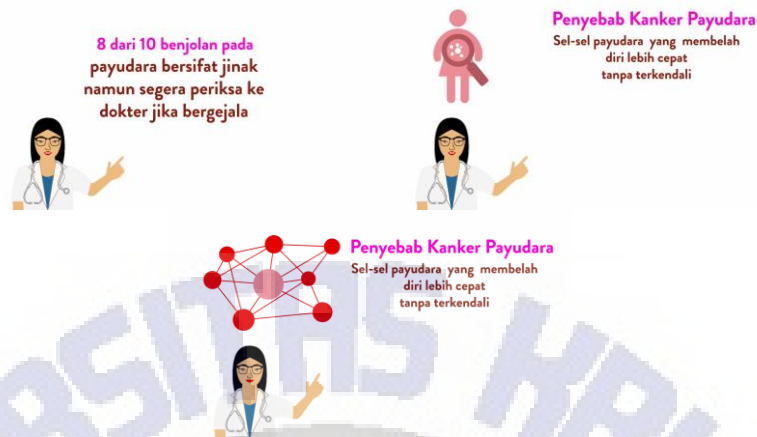 8 dari 10 benjolan pada
payudara bersifat jinak
namun segera periksa ke
dokter jika bergejala
Penyebab Kanker Payudara
Sel-sel payudara yang membelah
diri lebih cepat
tanpa terkendali
Penyebab Kanker Payudara
Sel-sel payudara yang membelah
diri lebih cepat
tanpa terkendali